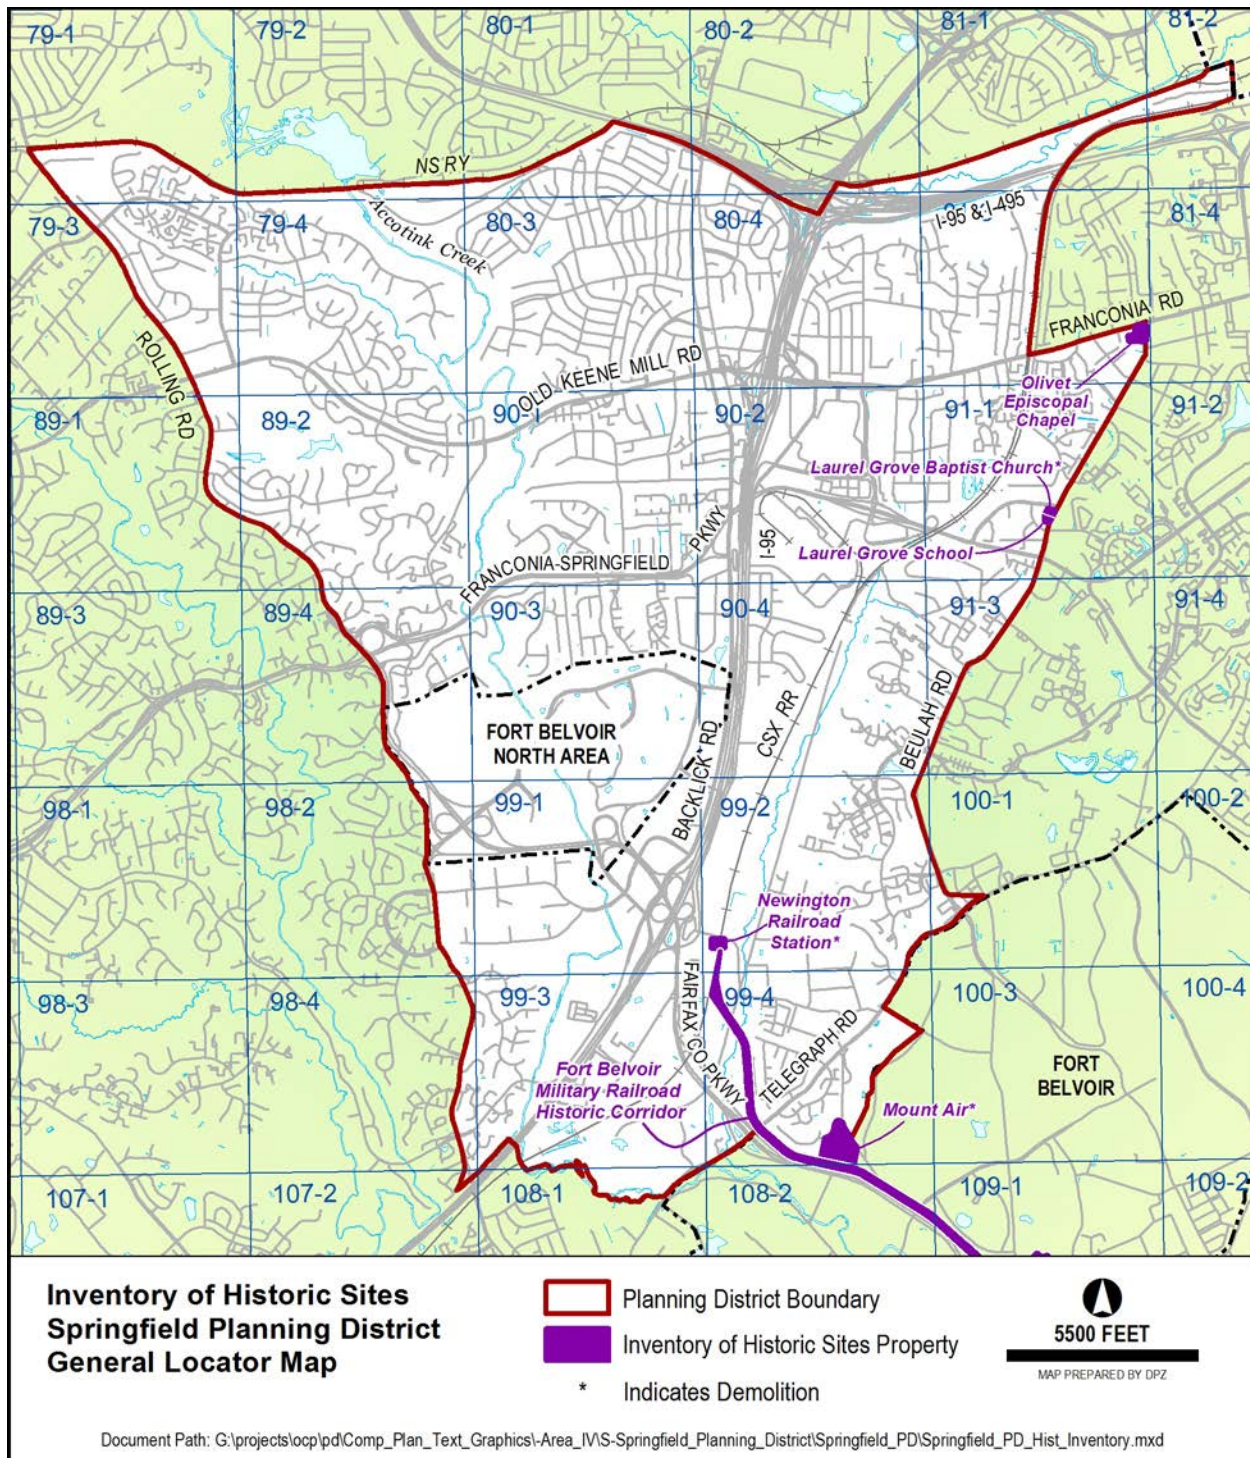 79-1
79-2
80-1
80-2
81-1
81-2
NS RY
79-3
79-4
Accotink Creek
80-3
80-4
I-95 & I-495
81-4
ROLLING RD
FRANCONIA RD
OLD KEENE MILL RD
89-1
89-2
90-1
90-2
91-1
91-2
Olivet
Episcopal
Chapel
Laurel Grove Baptist Church*
Laurel Grove School
FRANCONIA-SPRINGFIELD
PKWY
I-95
89-3
89-4
90-3
90-4
91-3
91-4
FORT BELVOIR
NORTH AREA
BACKLICK RD
CSX RR
BEULAH RD
98-1
98-2
99-1
99-2
100-1
100-2
Newington
Railroad
Station*
98-3
98-4
99-3
99-4
100-3
100-4
FAIRFAX CO PKWY
TELEGRAPH RD
Fort Belvoir
Military Railroad
Historic Corridor
FORT
BELVOIR
Mount Air*
107-1
107-2
108-1
108-2
109-1
109-2
Inventory of Historic Sites
Springfield Planning District
General Locator Map
Planning District Boundary
Inventory of Historic Sites Property
* Indicates Demolition
5500 FEET
MAP PREPARED BY DPZ
Document Path: G:\projects\ocp\pd\Comp_Plan_Text_Graphics\-Area_IV\S-Springfield_Planning_District\Springfield_PD\Springfield_PD_Hist_Inventory.mxd